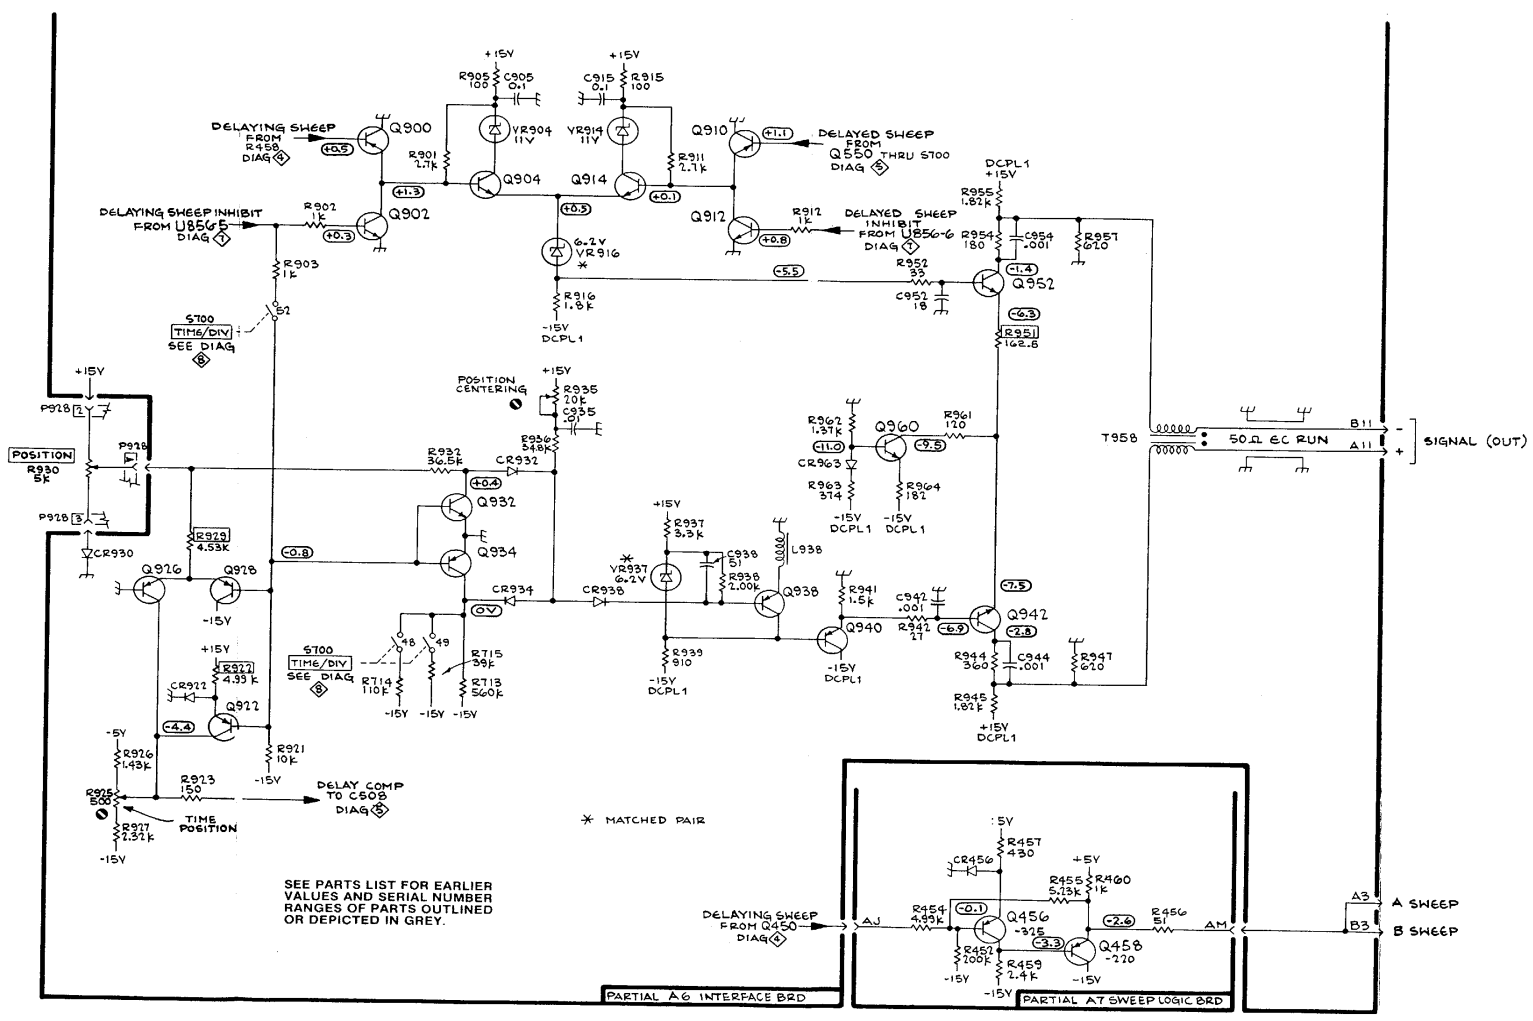 +15V
+15V
R905
100
C905
0.1
C915
0.1
R915
100
DELAYING SWEEP
FROM
R458
DIAG 4
+0.5
Q900
VR904
11V
VR914
11V
Q910
+1.1
DELAYED SWEEP
FROM
Q550 THRU S700
DIAG 5
R901
2.7K
R911
2.7K
Q904
Q914
+1.3
+0.5
+0.1
DCPL1
+15V
R955
1.82K
DELAYING SWEEP INHIBIT
FROM U856-5
DIAG 7
R902
1K
+0.3
Q902
Q912
R912
1K
+0.8
DELAYED SWEEP
INHIBIT
FROM U856-6
DIAG 7
R954
180
C954
.001
R957
620
6.2V
VR916
*
R903
1K
-5.5
R952
33
-1.4
Q952
C952
18
R916
1.8K
-15V
DCPL1
52
S700
TIME/DIV
SEE DIAG
8
-6.3
R951
162.8
+15V
POSITION
CENTERING
+15V
R935
20K
C935
.01
P928 2
P928
POSITION
R930
5K
R936
34.8K
R962
1.37K
Q960
R961
120
-11.0
-9.5
T958
50Ω EC RUN
B11 -
A11 +
SIGNAL (OUT)
R932
36.5K
CR932
+0.4
CR963
R963
374
R964
182
-15V
DCPL1
-15V
DCPL1
Q932
P928 3
R929
4.53K
CR930
+15V
R937
3.3K
L938
-0.8
Q934
* VR937
6.2V
C938
51
R938
2.00K
Q926
Q928
-15V
CR934
0V
CR938
Q938
R941
1.5K
C942
.001
-7.5
Q942
R942
27
-6.9
-2.8
Q940
48
49
S700
TIME/DIV
SEE DIAG
8
R715
39K
R714
110K
R713
560K
-15V
-15V
-15V
R939
910
-15V
DCPL1
-15V
DCPL1
R944
360
C944
.001
R947
620
R945
1.82K
+15V
DCPL1
+15V
R922
4.99K
CR922
Q922
-4.4
-5V
R926
1.43K
R921
10K
-15V
R925
500
R923
150
DELAY COMP
TO C508
DIAG 5
TIME
POSITION
R927
2.32K
-15V
* MATCHED PAIR
SEE PARTS LIST FOR EARLIER
VALUES AND SERIAL NUMBER
RANGES OF PARTS OUTLINED
OR DEPICTED IN GREY.
:5V
R457
430
CR456
+5V
R455
5.23K
R460
1K
DELAYING SWEEP
FROM Q450
DIAG 4
AJ
R454
4.99K
-0.1
Q456
-325
-2.6
R456
51
AM
A3
A SWEEP
B3
B SWEEP
R452
200K
-15V
-3.3
Q458
-220
R459
2.4K
-15V
-15V
PARTIAL A6 INTERFACE BRD
PARTIAL A7 SWEEP LOGIC BRD